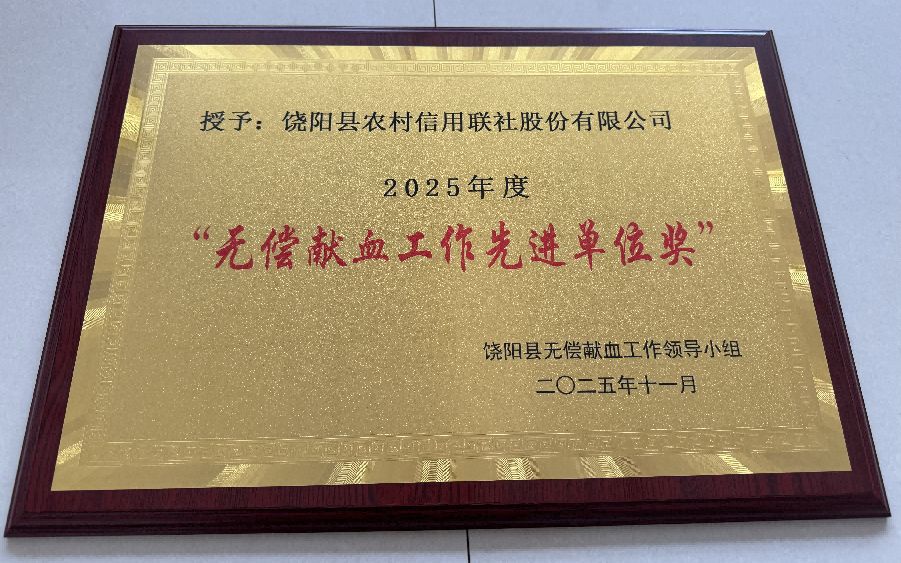 授予：饶阳县农村信用联社股份有限公司
2025年度
“无偿献血工作先进单位奖”
饶阳县无偿献血工作领导小组
二〇二五年十一月